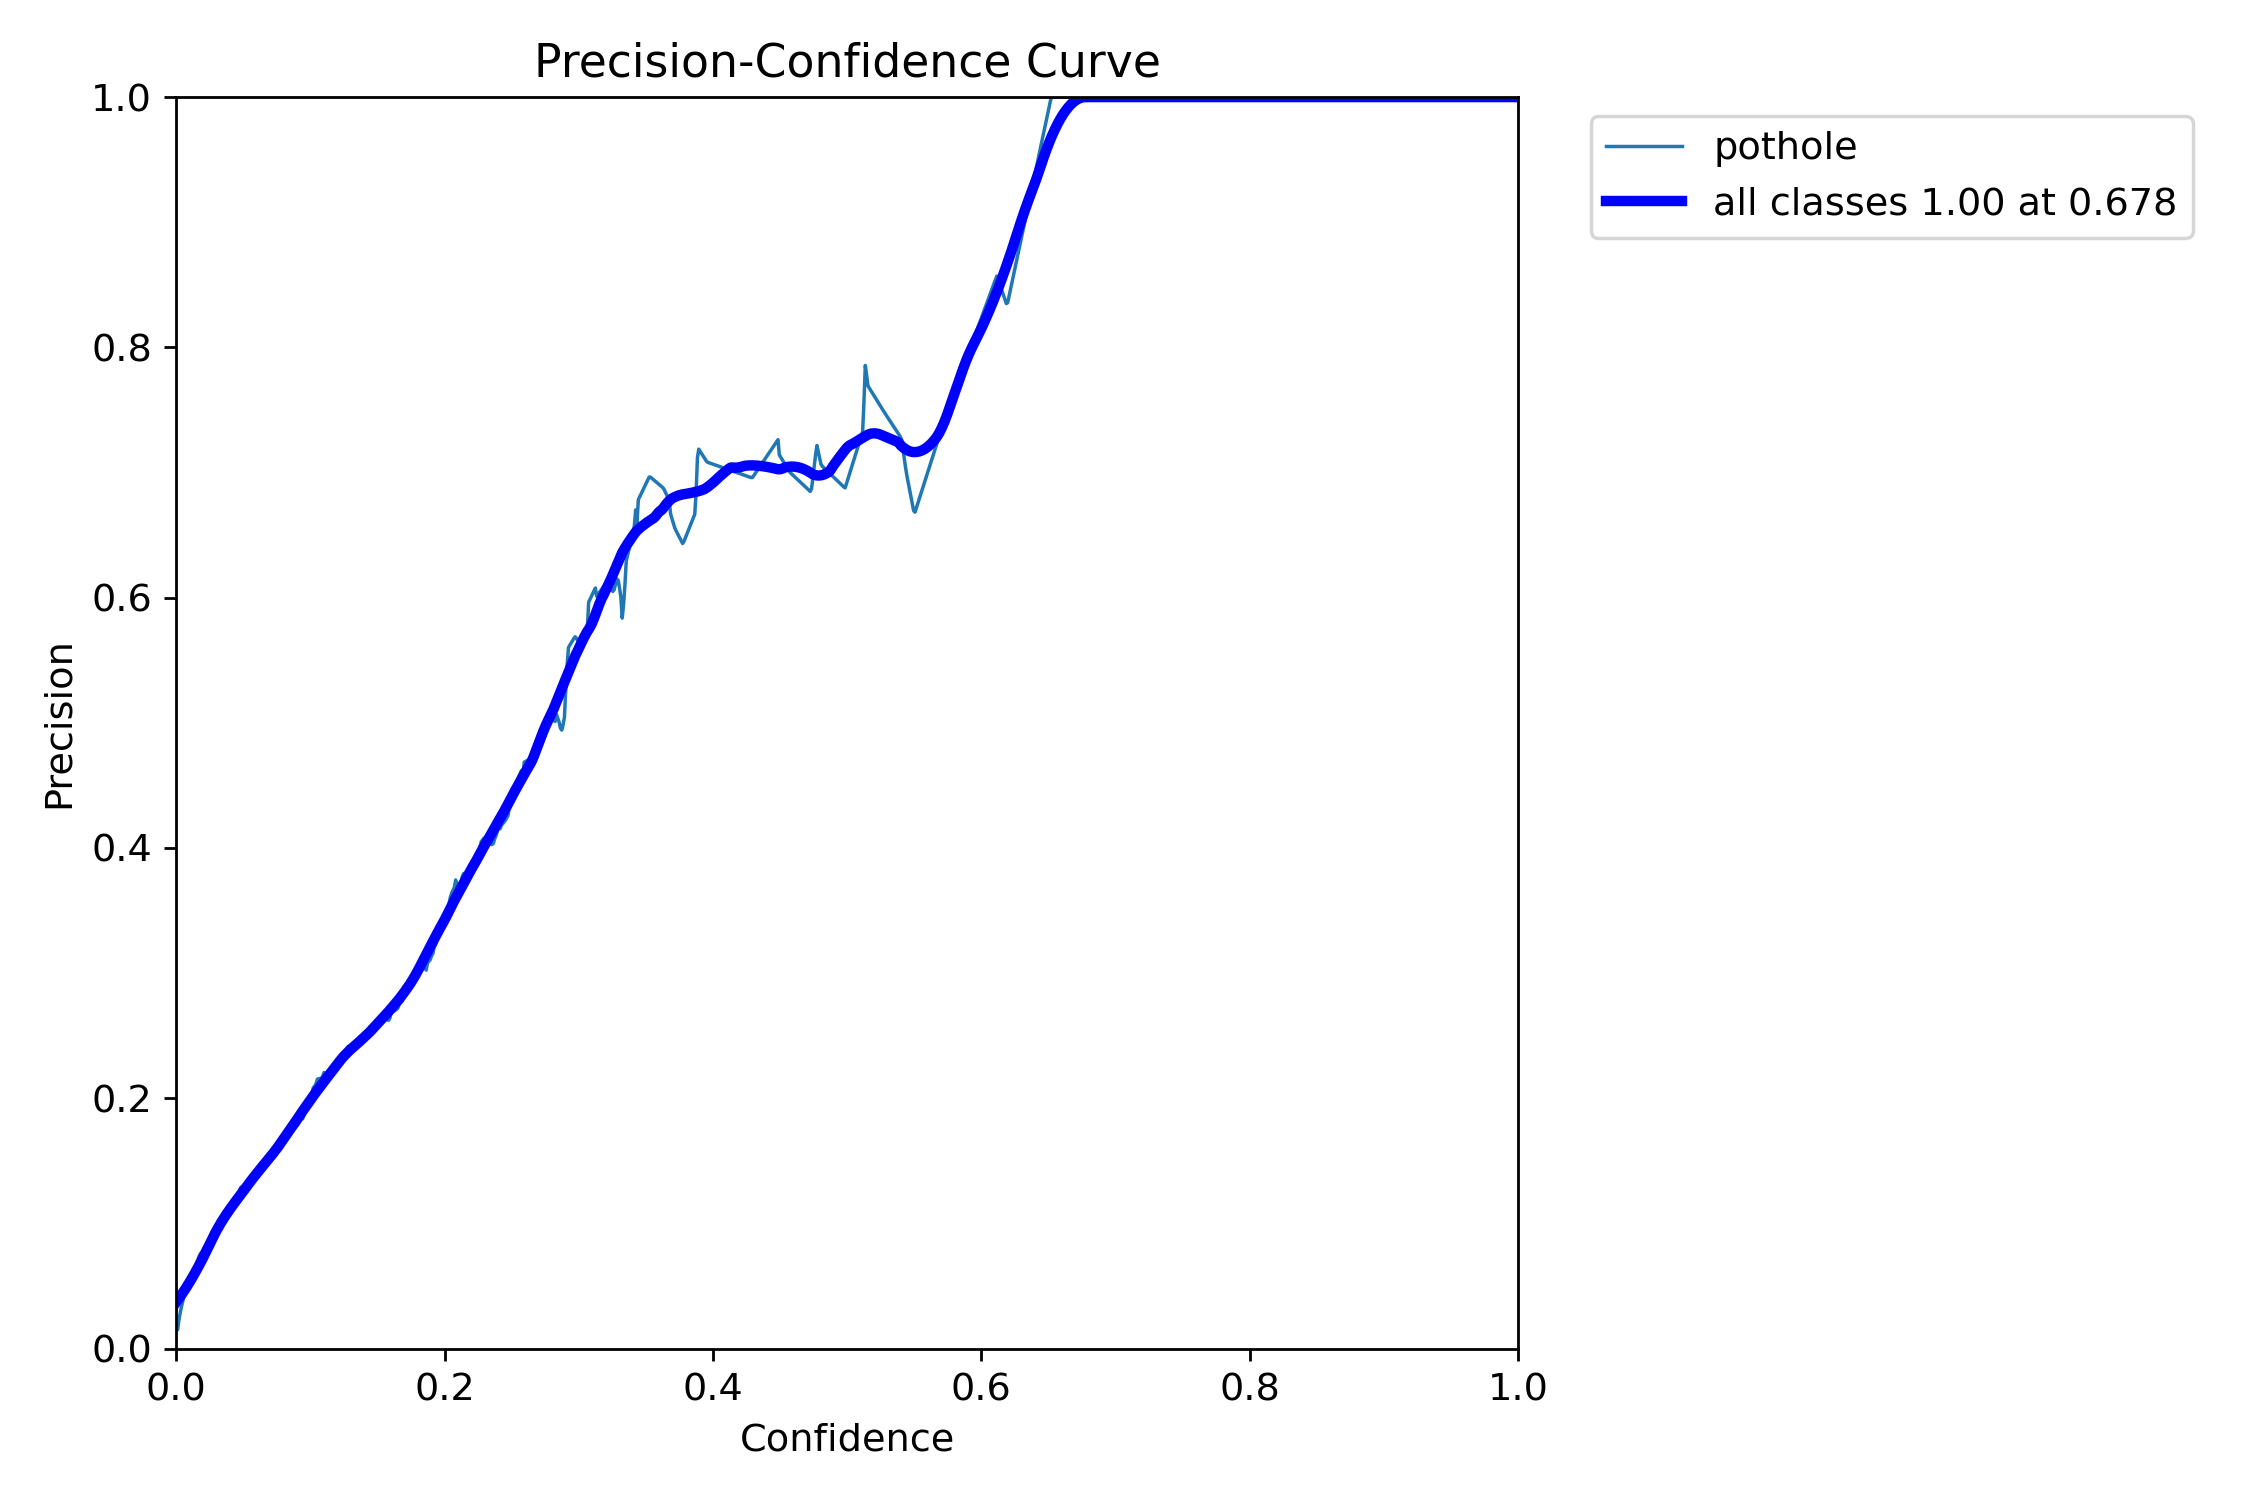 Precision-Confidence Curve
1.0
0.8
0.6
0.4
0.2
0.0
Precision
0.0 0.2 0.4 0.6 0.8 1.0
Confidence
pothole
all classes 1.00 at 0.678